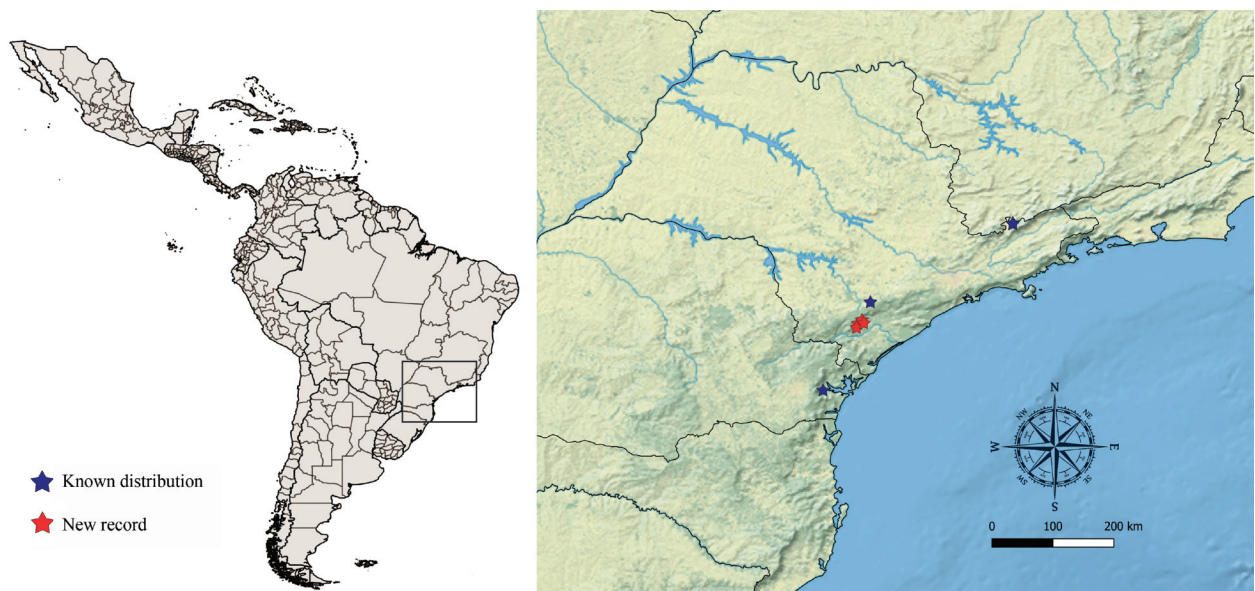 Known distribution
New record
N
NW NE
W E
SW SE
S
0 100 200 km